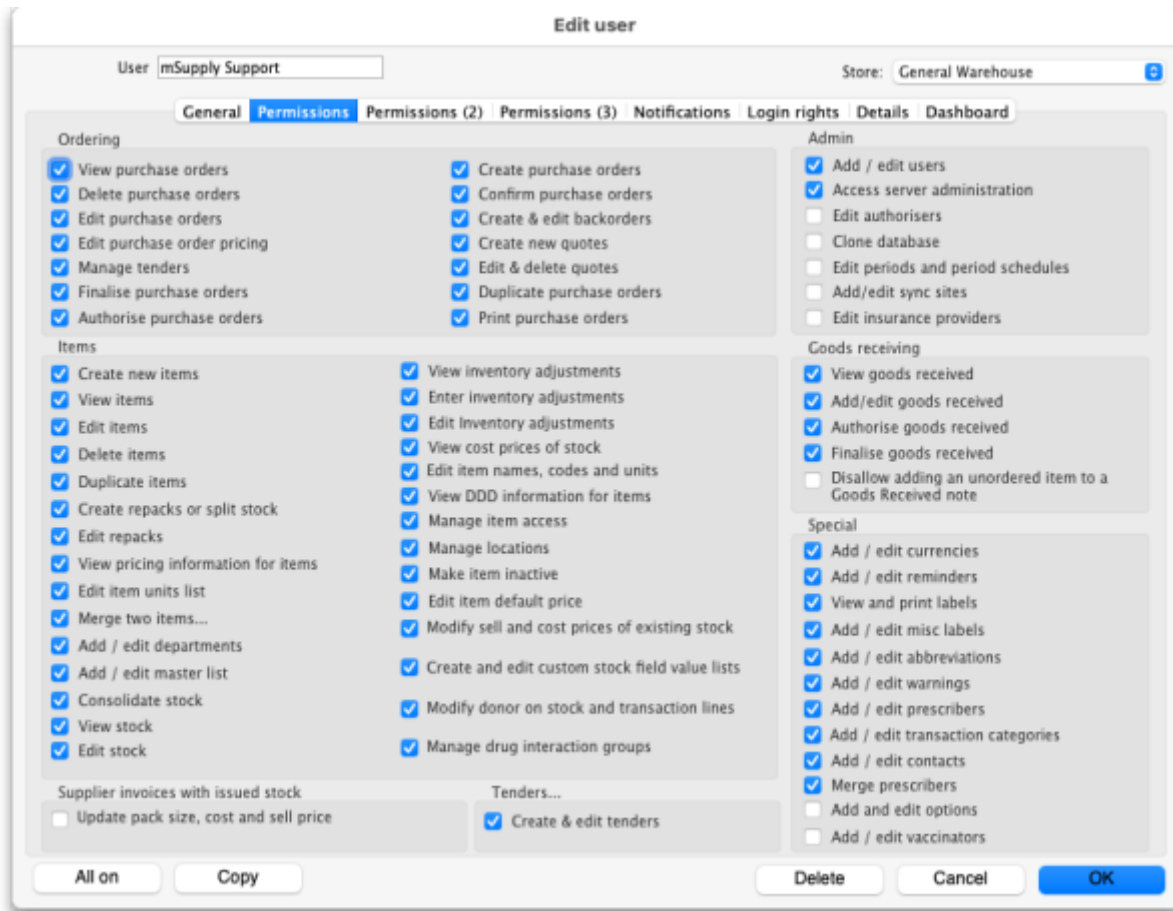 Edit user
User mSupply Support
Store: General Warehouse
General Permissions Permissions (2) Permissions (3) Notifications Login rights Details Dashboard
Ordering
View purchase orders
Delete purchase orders
Edit purchase orders
Edit purchase order pricing
Manage tenders
Finalise purchase orders
Authorise purchase orders
Create purchase orders
Confirm purchase orders
Create & edit backorders
Create new quotes
Edit & delete quotes
Duplicate purchase orders
Print purchase orders
Admin
Add / edit users
Access server administration
Edit authorisers
Clone database
Edit periods and period schedules
Add/edit sync sites
Edit insurance providers
Items
Create new items
View items
Edit items
Delete items
Duplicate items
Create repacks or split stock
Edit repacks
View pricing information for items
Edit item units list
Merge two items...
Add / edit departments
Add / edit master list
Consolidate stock
View stock
Edit stock
View inventory adjustments
Enter inventory adjustments
Edit Inventory adjustments
View cost prices of stock
Edit item names, codes and units
View DDD information for items
Manage item access
Manage locations
Make item inactive
Edit item default price
Modify sell and cost prices of existing stock
Create and edit custom stock field value lists
Modify donor on stock and transaction lines
Manage drug interaction groups
Goods receiving
View goods received
Add/edit goods received
Authorise goods received
Finalise goods received
Disallow adding an unordered item to a
Goods Received note
Special
Add / edit currencies
Add / edit reminders
View and print labels
Add / edit misc labels
Add / edit abbreviations
Add / edit warnings
Add / edit prescribers
Add / edit transaction categories
Add / edit contacts
Merge prescribers
Add and edit options
Add / edit vaccinators
Supplier invoices with issued stock
Update pack size, cost and sell price
Tenders...
Create & edit tenders
All on
Copy
Delete
Cancel
OK